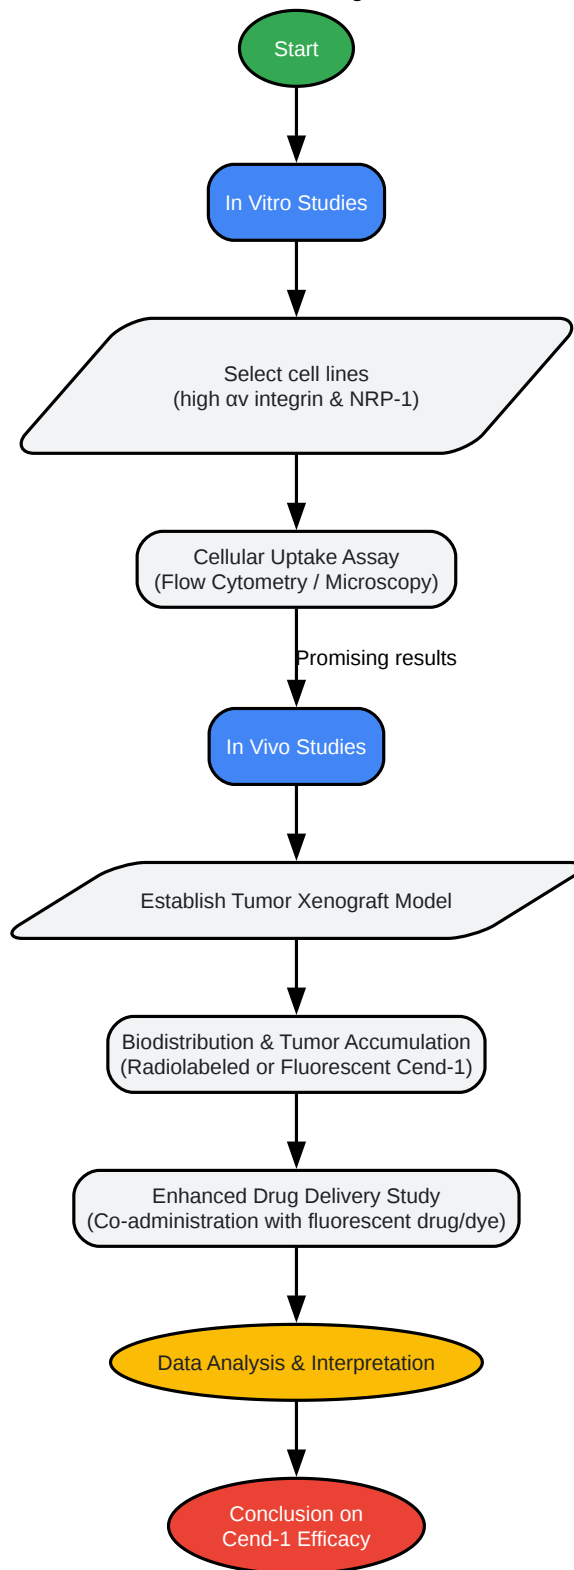 Start
In Vitro Studies
Select cell lines
(high αv integrin & NRP-1)
Cellular Uptake Assay
(Flow Cytometry / Microscopy)
Promising results
In Vivo Studies
Establish Tumor Xenograft Model
Biodistribution & Tumor Accumulation
(Radiolabeled or Fluorescent Cend-1)
Enhanced Drug Delivery Study
(Co-administration with fluorescent drug/dye)
Data Analysis & Interpretation
Conclusion on
Cend-1 Efficacy